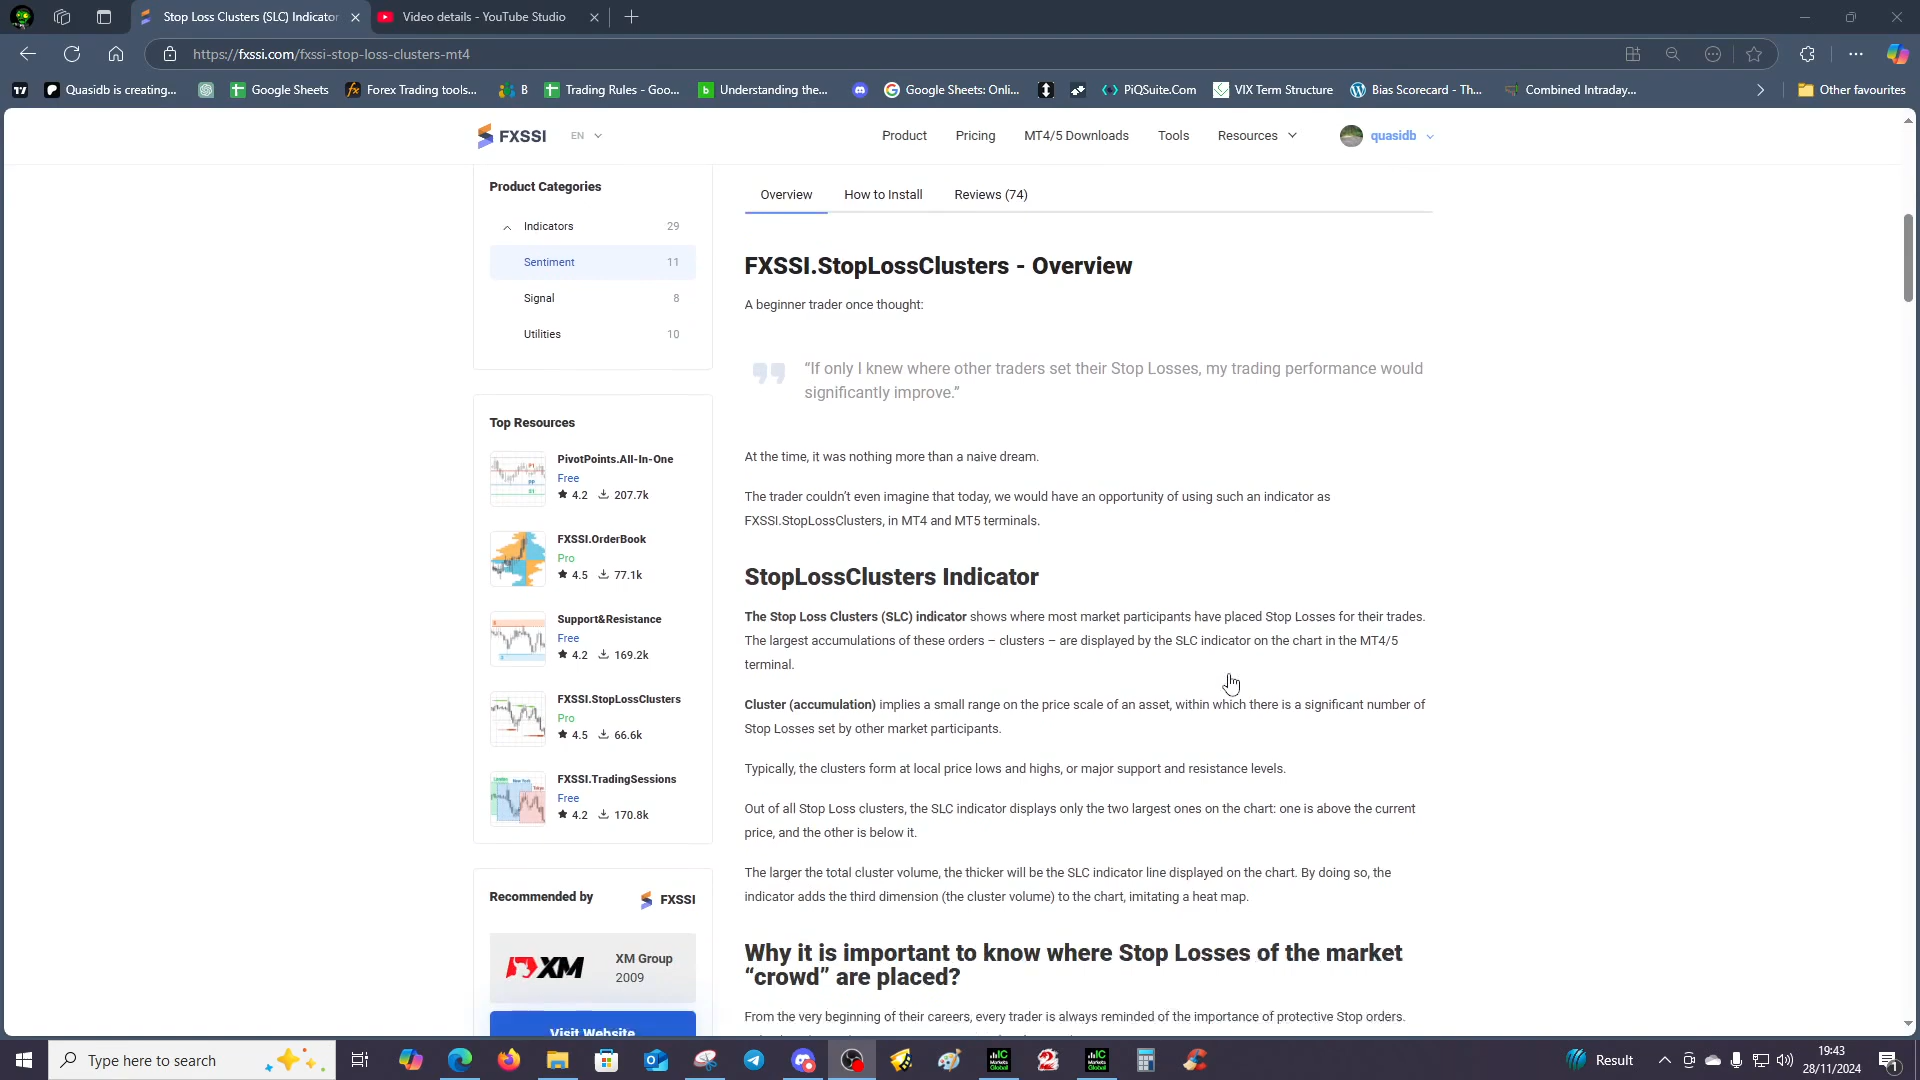 Stop Loss Clusters (SLC) Indicator
Video details - YouTube Studio
https://fxssi.com/fxssi-stop-loss-clusters-mt4
Quasidb is creating...
Google Sheets
Forex Trading tools...
B
Trading Rules - Goo...
Understanding the...
Google Sheets: Onli...
PiQSuite.Com
VIX Term Structure
Bias Scorecard - Th...
Combined Intraday...
Other favourites
FXSSI
EN
Product
Pricing
MT4/5 Downloads
Tools
Resources
quasidb
Product Categories
Indicators 29
Sentiment 11
Signal 8
Utilities 10
Top Resources
PivotPoints.All-In-One
Free
4.2 207.7k
FXSSI.OrderBook
Pro
4.5 77.1k
Support&Resistance
Free
4.2 169.2k
FXSSI.StopLossClusters
Pro
4.5 66.6k
FXSSI.TradingSessions
Free
4.2 170.8k
Recommended by FXSSI
XM
XM Group
2009
Visit Website
Overview
How to Install
Reviews (74)
FXSSI.StopLossClusters - Overview
A beginner trader once thought:
“If only I knew where other traders set their Stop Losses, my trading performance would
significantly improve.”
At the time, it was nothing more than a naive dream.
The trader couldn’t even imagine that today, we would have an opportunity of using such an indicator as
FXSSI.StopLossClusters, in MT4 and MT5 terminals.
StopLossClusters Indicator
The Stop Loss Clusters (SLC) indicator shows where most market participants have placed Stop Losses for their trades.
The largest accumulations of these orders – clusters – are displayed by the SLC indicator on the chart in the MT4/5
terminal.
Cluster (accumulation) implies a small range on the price scale of an asset, within which there is a significant number of
Stop Losses set by other market participants.
Typically, the clusters form at local price lows and highs, or major support and resistance levels.
Out of all Stop Loss clusters, the SLC indicator displays only the two largest ones on the chart: one is above the current
price, and the other is below it.
The larger the total cluster volume, the thicker will be the SLC indicator line displayed on the chart. By doing so, the
indicator adds the third dimension (the cluster volume) to the chart, imitating a heat map.
Why it is important to know where Stop Losses of the market
“crowd” are placed?
From the very beginning of their careers, every trader is always reminded of the importance of protective Stop orders.
Type here to search
Result
19:43
28/11/2024